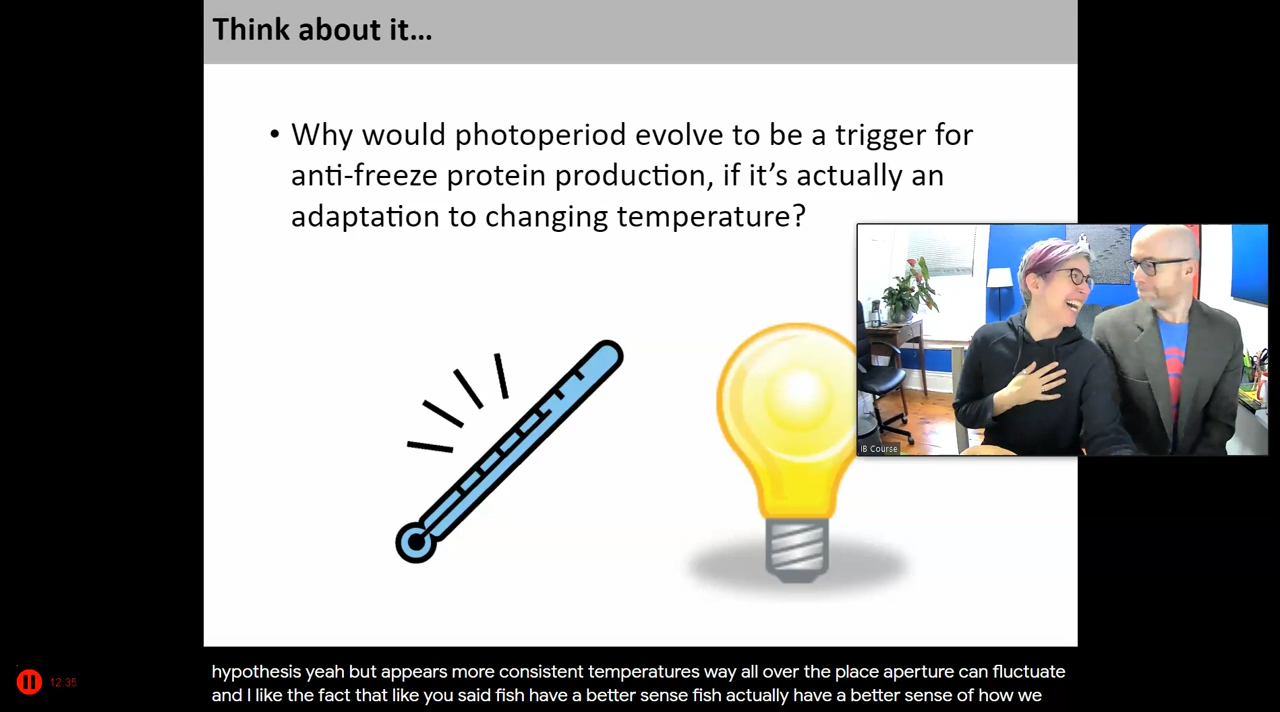 Think about it…
• Why would photoperiod evolve to be a trigger for
anti-freeze protein production, if it’s actually an
adaptation to changing temperature?
IB Course
12:35
hypothesis yeah but appears more consistent temperatures way all over the place aperture can fluctuate
and I like the fact that like you said fish have a better sense fish actually have a better sense of how we